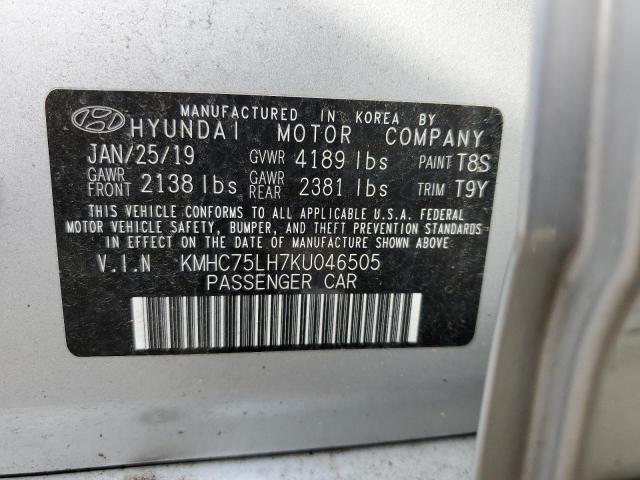 MANUFACTURED IN KOREA BY
HYUNDAI MOTOR COMPANY
JAN/25/19 GVWR 4189 lbs PAINT T8S
GAWR FRONT 2138 lbs GAWR REAR 2381 lbs TRIM T9Y
THIS VEHICLE CONFORMS TO ALL APPLICABLE U.S.A. FEDERAL
MOTOR VEHICLE SAFETY, BUMPER, AND THEFT PREVENTION STANDARDS
IN EFFECT ON THE DATE OF MANUFACTURE SHOWN ABOVE.
V.I.N KMHC75LH7KU046505
PASSENGER CAR